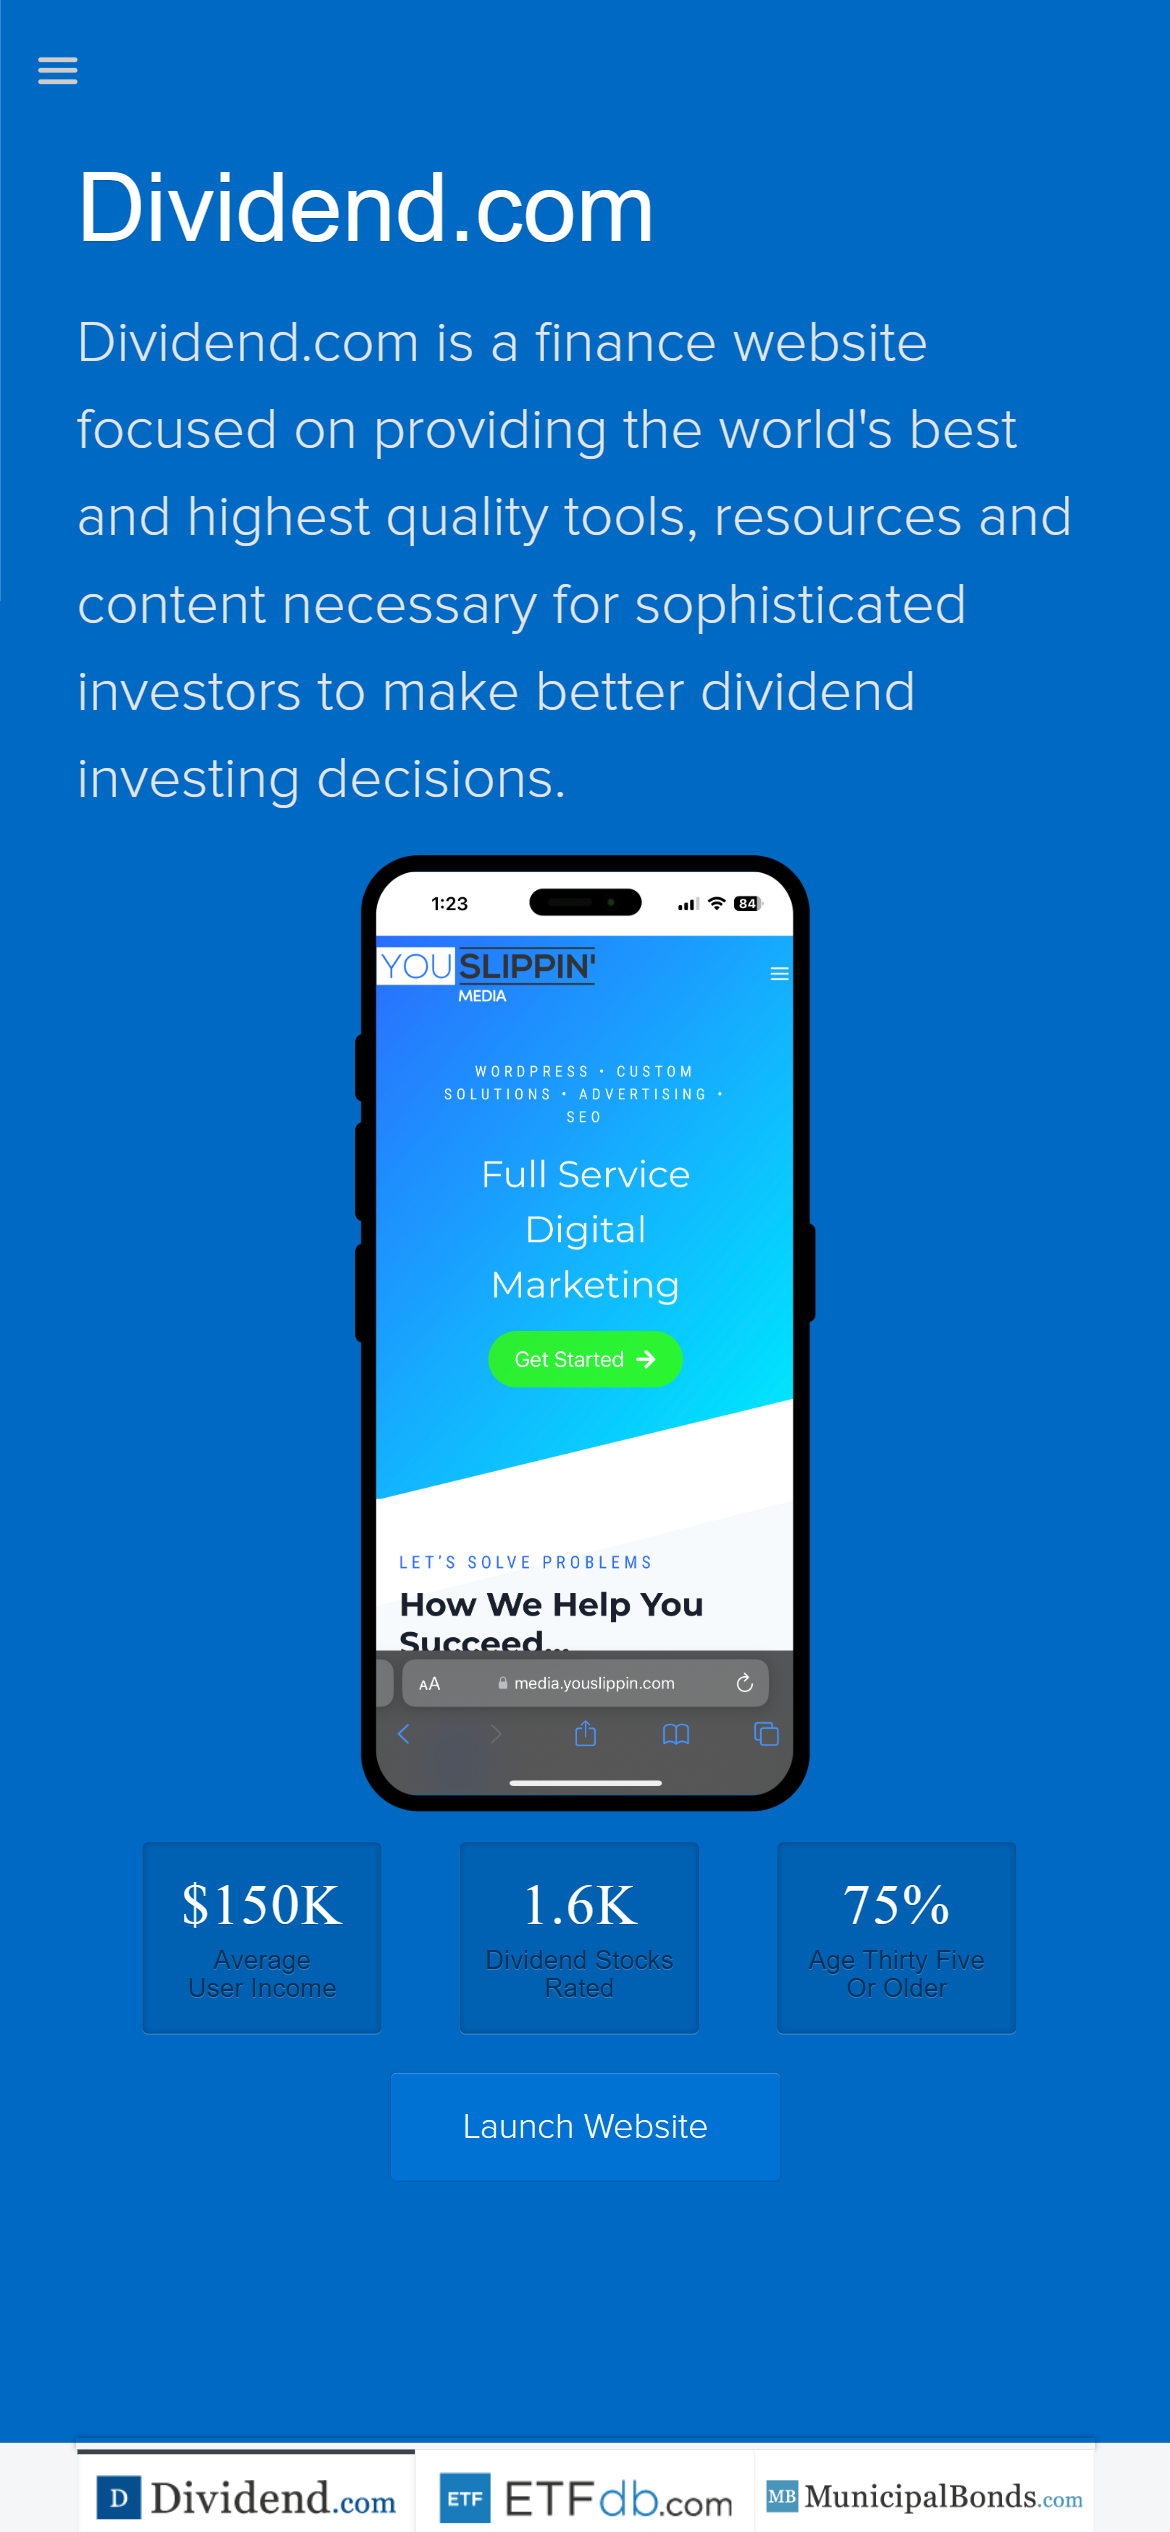 Dividend.com
Dividend.com is a finance website
focused on providing the world's best
and highest quality tools, resources and
content necessary for sophisticated
investors to make better dividend
investing decisions.
1:23
84
YOU SLIPPIN'
MEDIA
WORDPRESS • CUSTOM
SOLUTIONS • ADVERTISING •
SEO
Full Service
Digital
Marketing
Get Started
LET'S SOLVE PROBLEMS
How We Help You
Succeed...
AA
media.youslippin.com
$150K
Average
User Income
1.6K
Dividend Stocks
Rated
75%
Age Thirty Five
Or Older
Launch Website
D Dividend.com
ETF ETFdb.com
MB MunicipalBonds.com